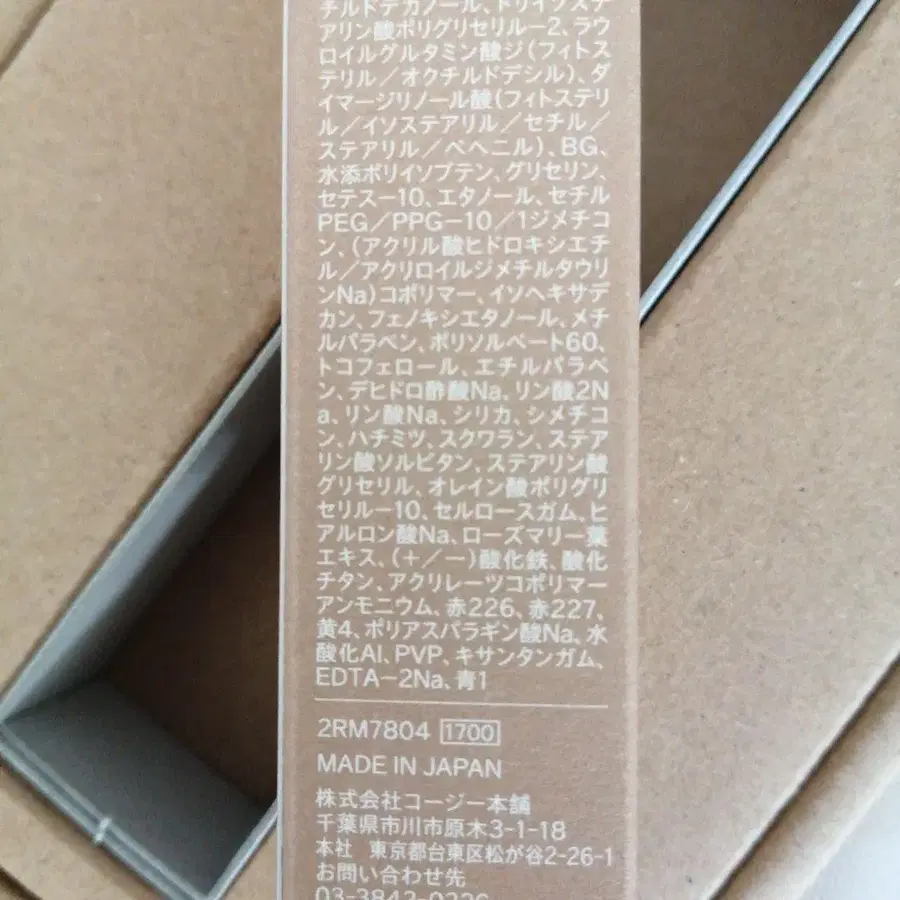 チルドデカノール、トリイソステ
アリン酸ポリグリセリル-2、ラウ
ロイルグルタミン酸ジ(フィトス
テリル/オクチルドデシル)、ダ
イマージリノール酸(フィトステリ
ル/イソステアリル/セチル/
ステアリル/ベヘニル)、BG、
水添ポリイソブテン、グリセリン、
セテス-10、エタノール、セチル
PEG/PPG-10/1ジメチコ
ン、(アクリル酸ヒドロキシエチ
ル/アクリロイルジメチルタウリ
ンNa)コポリマー、イソヘキサデ
カン、フェノキシエタノール、メチ
ルパラベン、ポリソルベート60、
トコフェロール、エチルパラベ
ン、デヒドロ酢酸Na、リン酸2N
a、リン酸Na、シリカ、シメチコ
ン、ハチミツ、スクワラン、ステア
リン酸ソルビタン、ステアリン酸
グリセリル、オレイン酸ポリグリ
セリル-10、セルロースガム、ヒ
アルロン酸Na、ローズマリー葉
エキス、(+/-)酸化鉄、酸化
チタン、アクリレーツコポリマー
アンモニウム、赤226、赤227、
黄4、ポリアスパラギン酸Na、水
酸化Al、PVP、キサンタンガム、
EDTA-2Na、青1
2RM7804 1700
MADE IN JAPAN
株式会社コージー本舗
千葉県市川市原木3-1-18
本社 東京都台東区松が谷2-26-1
お問い合わせ先
03-3842-0226